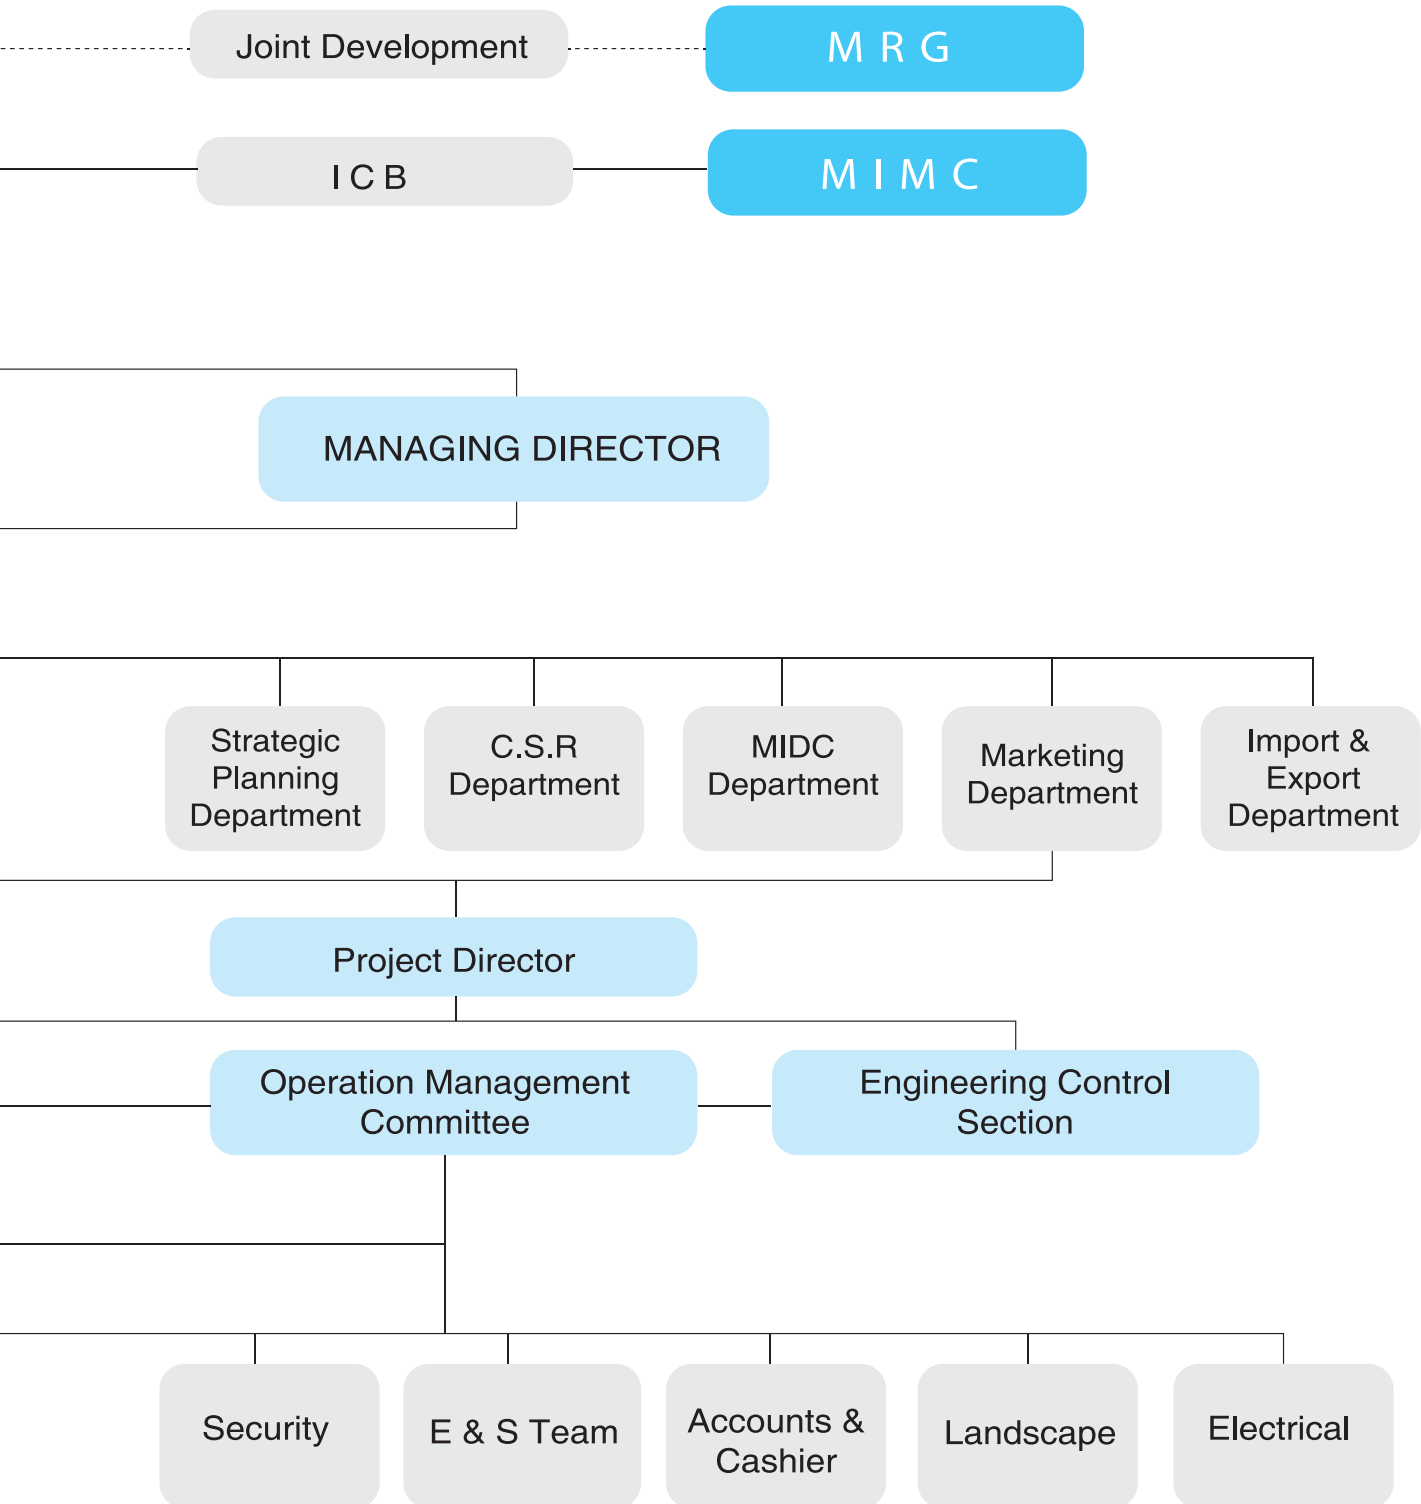 Joint Development
M R G
I C B
M I M C
MANAGING DIRECTOR
Strategic
Planning
Department
C.S.R
Department
MIDC
Department
Marketing
Department
Import &
Export
Department
Project Director
Operation Management
Committee
Engineering Control
Section
Security
E & S Team
Accounts &
Cashier
Landscape
Electrical